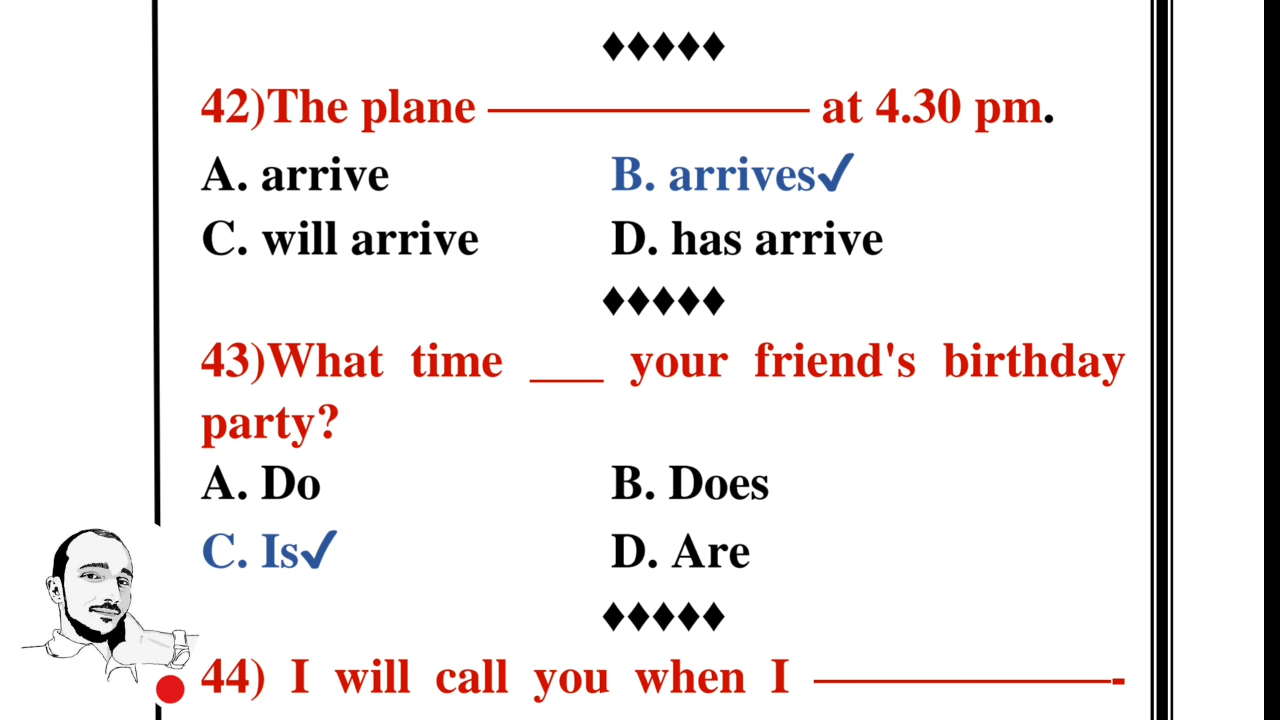 ♦♦♦♦♦
42)The plane ———————— at 4.30 pm.
A. arrive B. arrives✓
C. will arrive D. has arrive
♦♦♦♦♦
43)What time ___ your friend's birthday
party?
A. Do B. Does
C. Is✓ D. Are
♦♦♦♦♦
44) I will call you when I ————————-